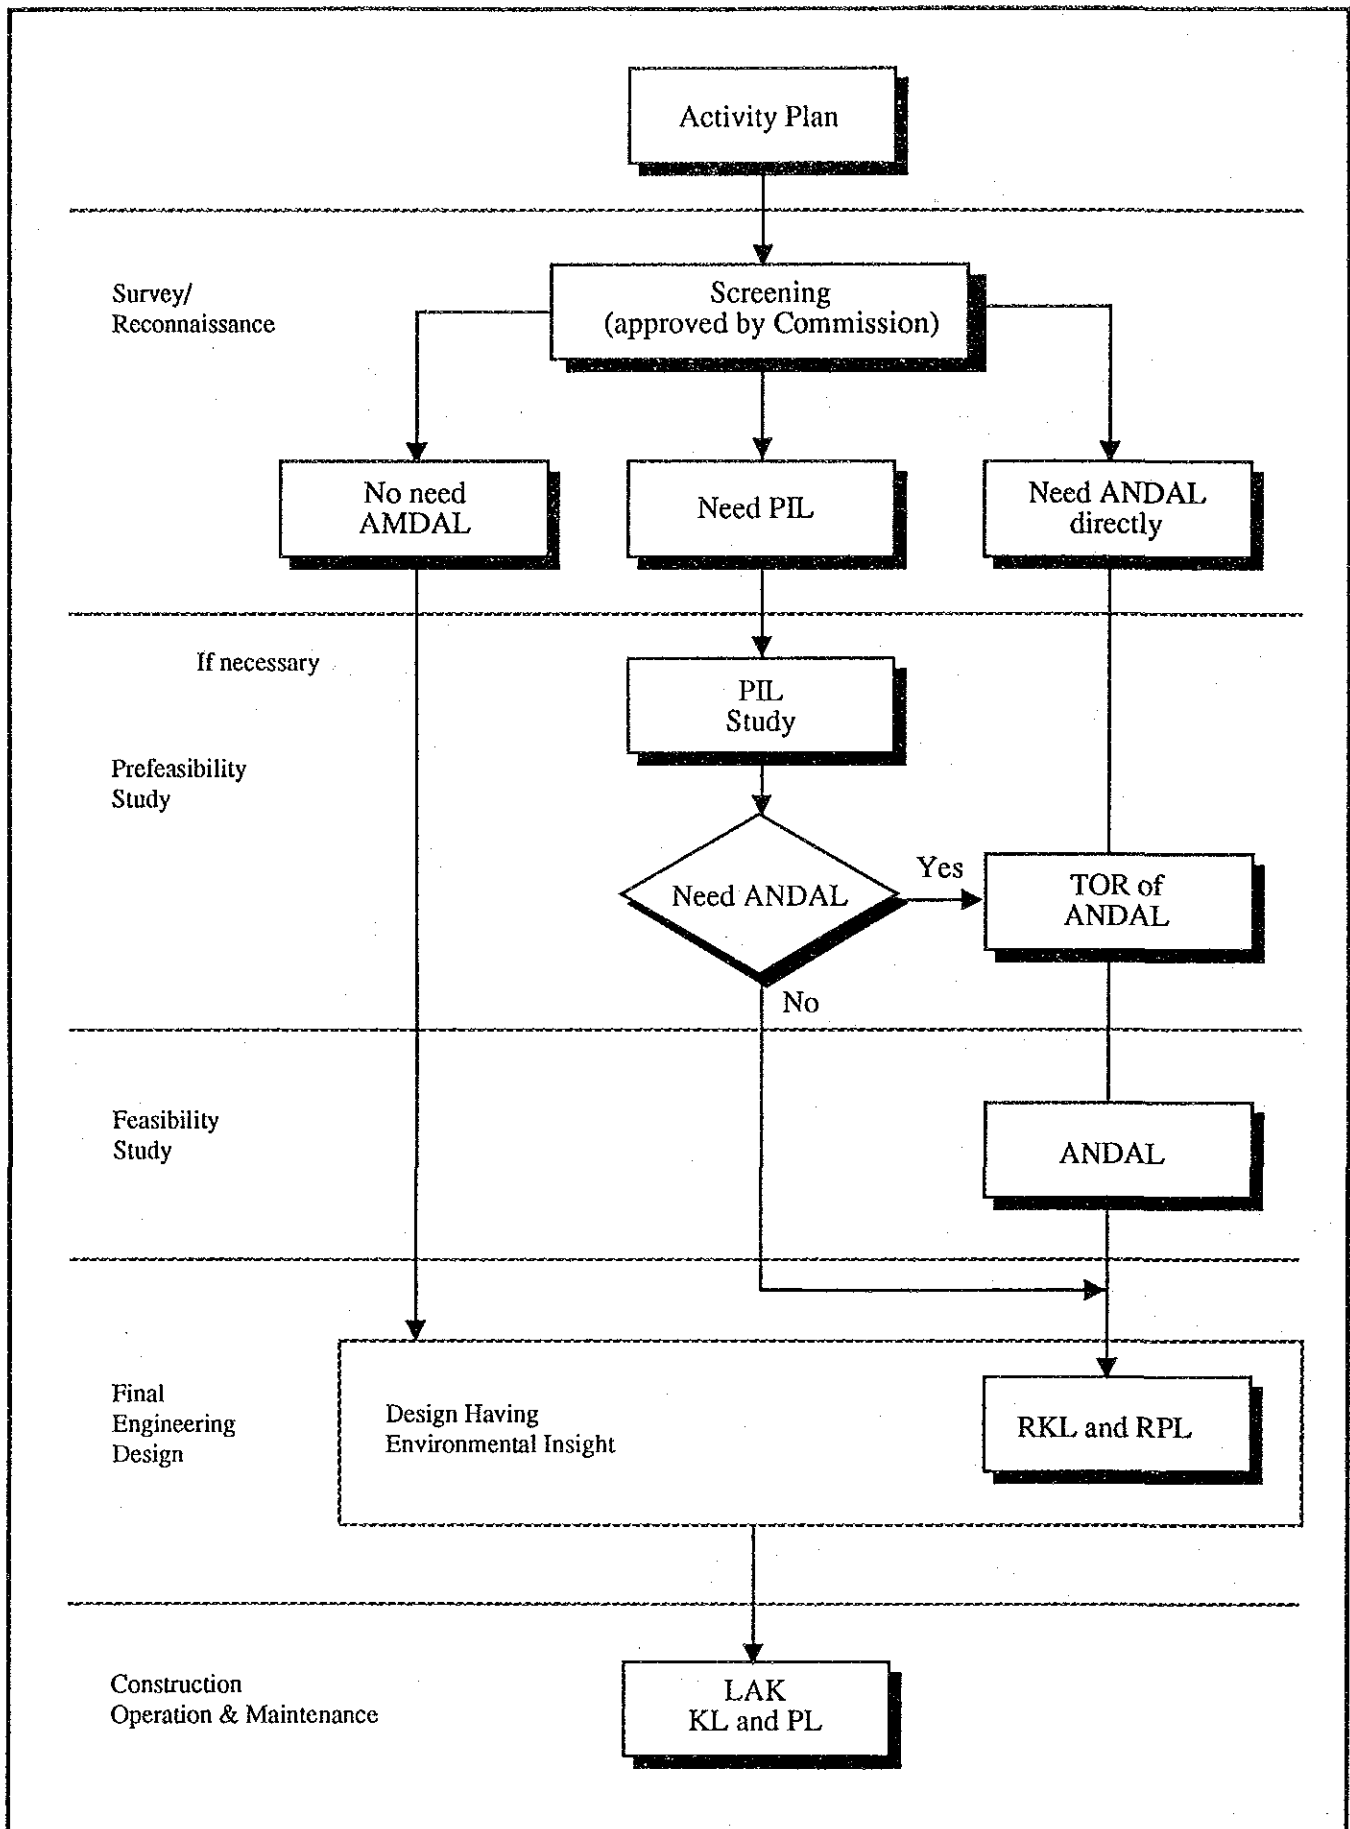 Activity Plan
Survey/
Reconnaissance
Screening
(approved by Commission)
No need
AMDAL
Need PIL
Need ANDAL
directly
If necessary
PIL
Study
Prefeasibility
Study
Need ANDAL
Yes
TOR of
ANDAL
No
Feasibility
Study
ANDAL
Final
Engineering
Design
Design Having
Environmental Insight
RKL and RPL
Construction
Operation & Maintenance
LAK
KL and PL